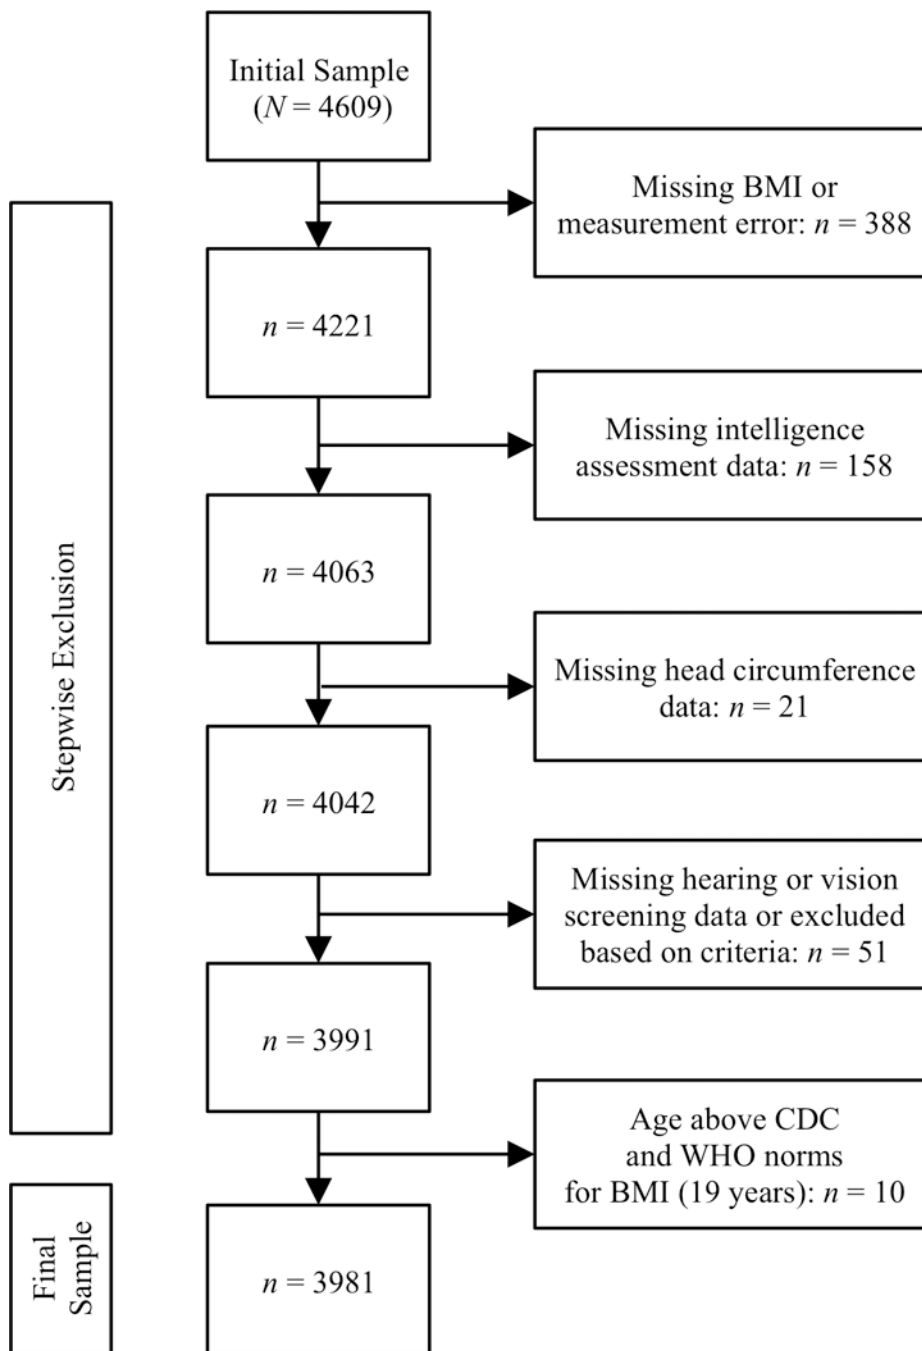 Initial Sample
(N = 4609)
Missing BMI or
measurement error: n = 388
n = 4221
Missing intelligence
assessment data: n = 158
n = 4063
Missing head circumference
data: n = 21
n = 4042
Missing hearing or vision
screening data or excluded
based on criteria: n = 51
n = 3991
Age above CDC
and WHO norms
for BMI (19 years): n = 10
n = 3981
Stepwise Exclusion
Final
Sample